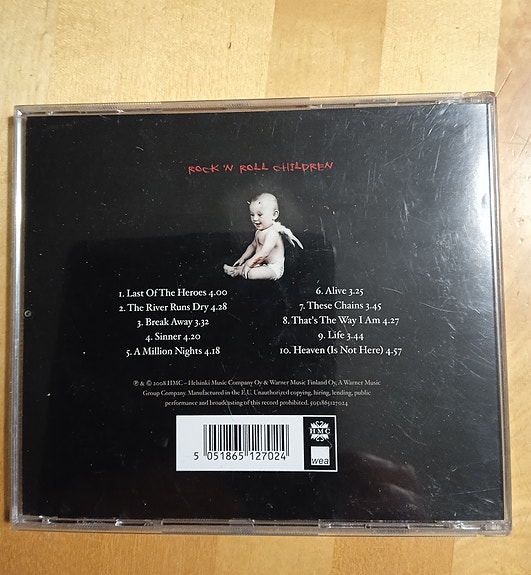 ROCK 'N ROLL CHILDREN
1. Last Of The Heroes 4.00
2. The River Runs Dry 4.28
3. Break Away 3.32
4. Sinner 4.20
5. A Million Nights 4.18
6. Alive 3.25
7. These Chains 3.45
8. That's The Way I Am 4.27
9. Life 3.44
10. Heaven (Is Not Here) 4.57
℗ & © 2008 HMC – Helsinki Music Company Oy & Warner Music Finland Oy, A Warner Music
Group Company. Manufactured in the E.U. Unauthorized copying, hiring, lending, public
performance and broadcasting of this record prohibited. 5051865127024
5 051865 127024
HMC
wea